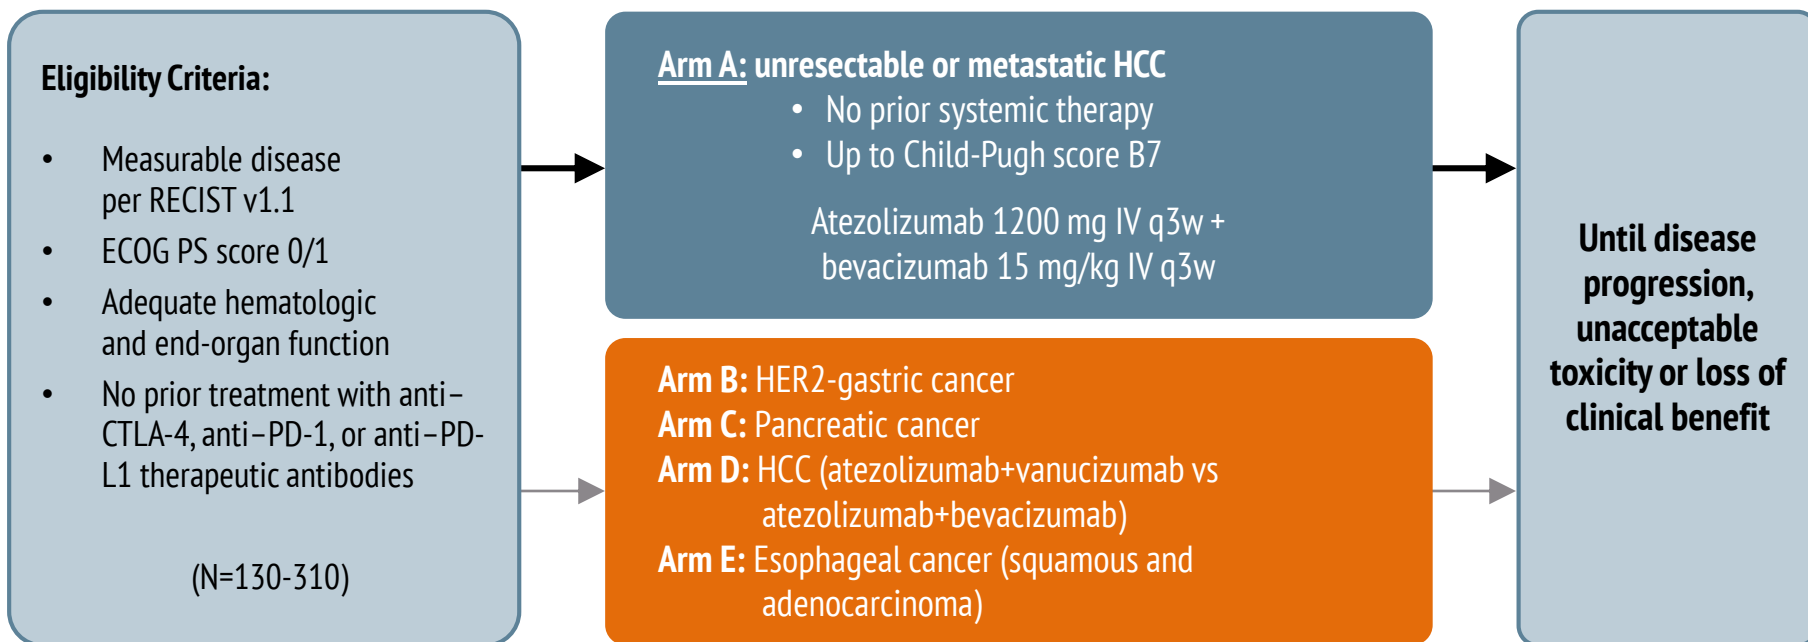 Eligibility Criteria:
• Measurable disease
per RECIST v1.1
• ECOG PS score 0/1
• Adequate hematologic
and end-organ function
• No prior treatment with anti–
CTLA-4, anti–PD-1, or anti–PD-
L1 therapeutic antibodies
(N=130-310)
Arm A: unresectable or metastatic HCC
• No prior systemic therapy
• Up to Child-Pugh score B7
Atezolizumab 1200 mg IV q3w +
bevacizumab 15 mg/kg IV q3w
Arm B: HER2-gastric cancer
Arm C: Pancreatic cancer
Arm D: HCC (atezolizumab+vanucizumab vs
atezolizumab+bevacizumab)
Arm E: Esophageal cancer (squamous and
adenocarcinoma)
Until disease
progression,
unacceptable
toxicity or loss of
clinical benefit